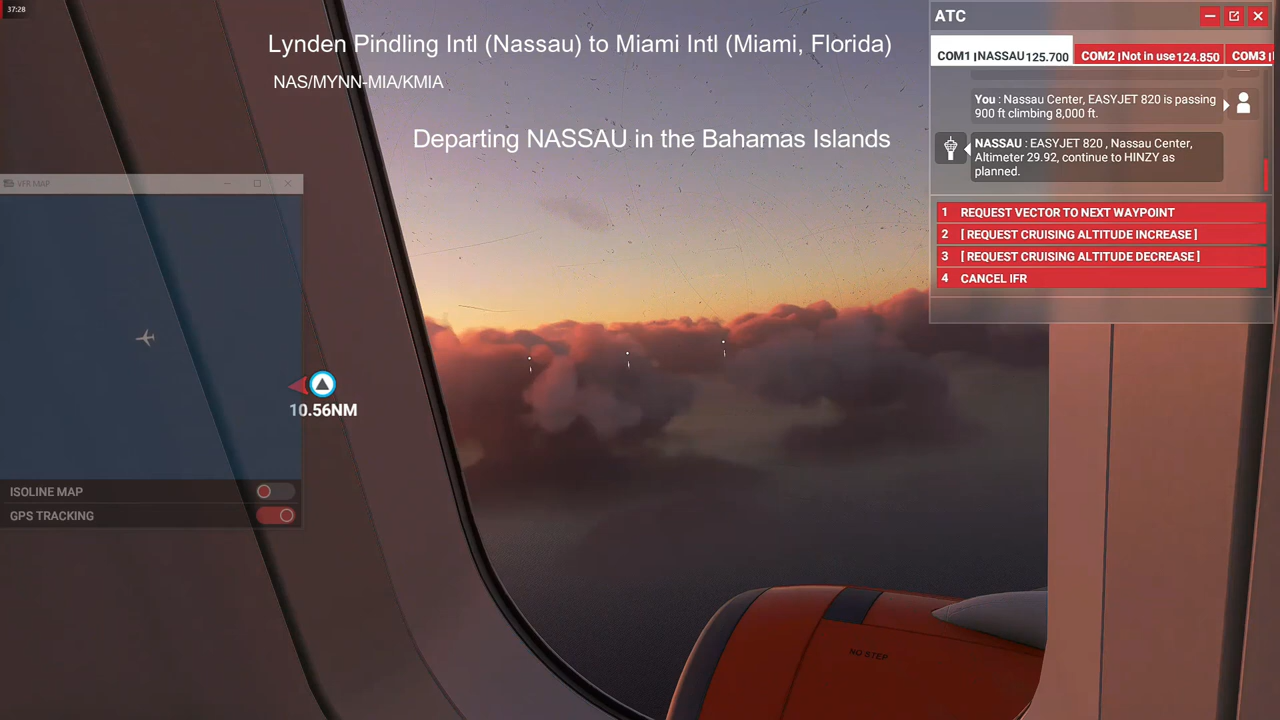 37:28
Lynden Pindling Intl (Nassau) to Miami Intl (Miami, Florida)
NAS/MYNN-MIA/KMIA
Departing NASSAU in the Bahamas Islands
ATC
COM1 |NASSAU 125.700
COM2 |Not in use 124.850
COM3 |
You : Nassau Center, EASYJET 820 is passing
900 ft climbing 8,000 ft.
NASSAU : EASYJET 820 , Nassau Center,
Altimeter 29.92, continue to HINZY as
planned.
1 REQUEST VECTOR TO NEXT WAYPOINT
2 [ REQUEST CRUISING ALTITUDE INCREASE ]
3 [ REQUEST CRUISING ALTITUDE DECREASE ]
4 CANCEL IFR
VFR MAP
10.56NM
ISOLINE MAP
GPS TRACKING
NO STEP